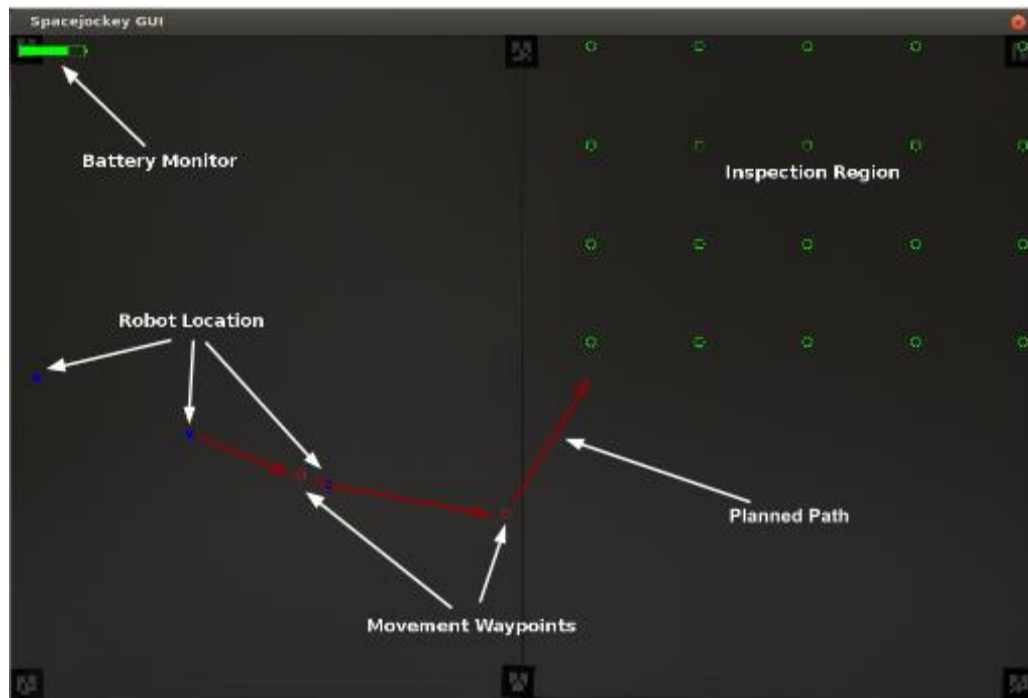 Spacejockey GUI
Battery Monitor
Inspection Region
Robot Location
Planned Path
Movement Waypoints